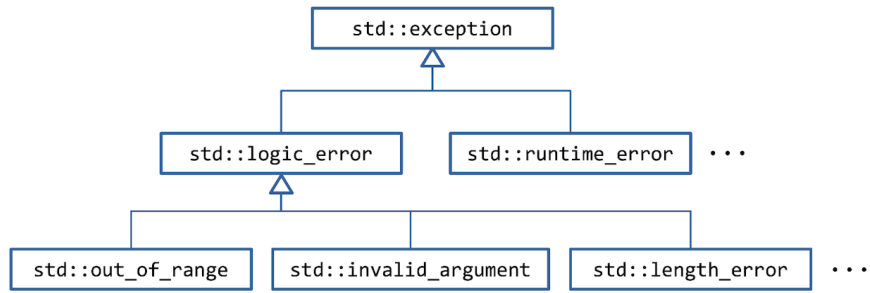 std::exception
std::logic_error
std::runtime_error
...
std::out_of_range
std::invalid_argument
std::length_error
...